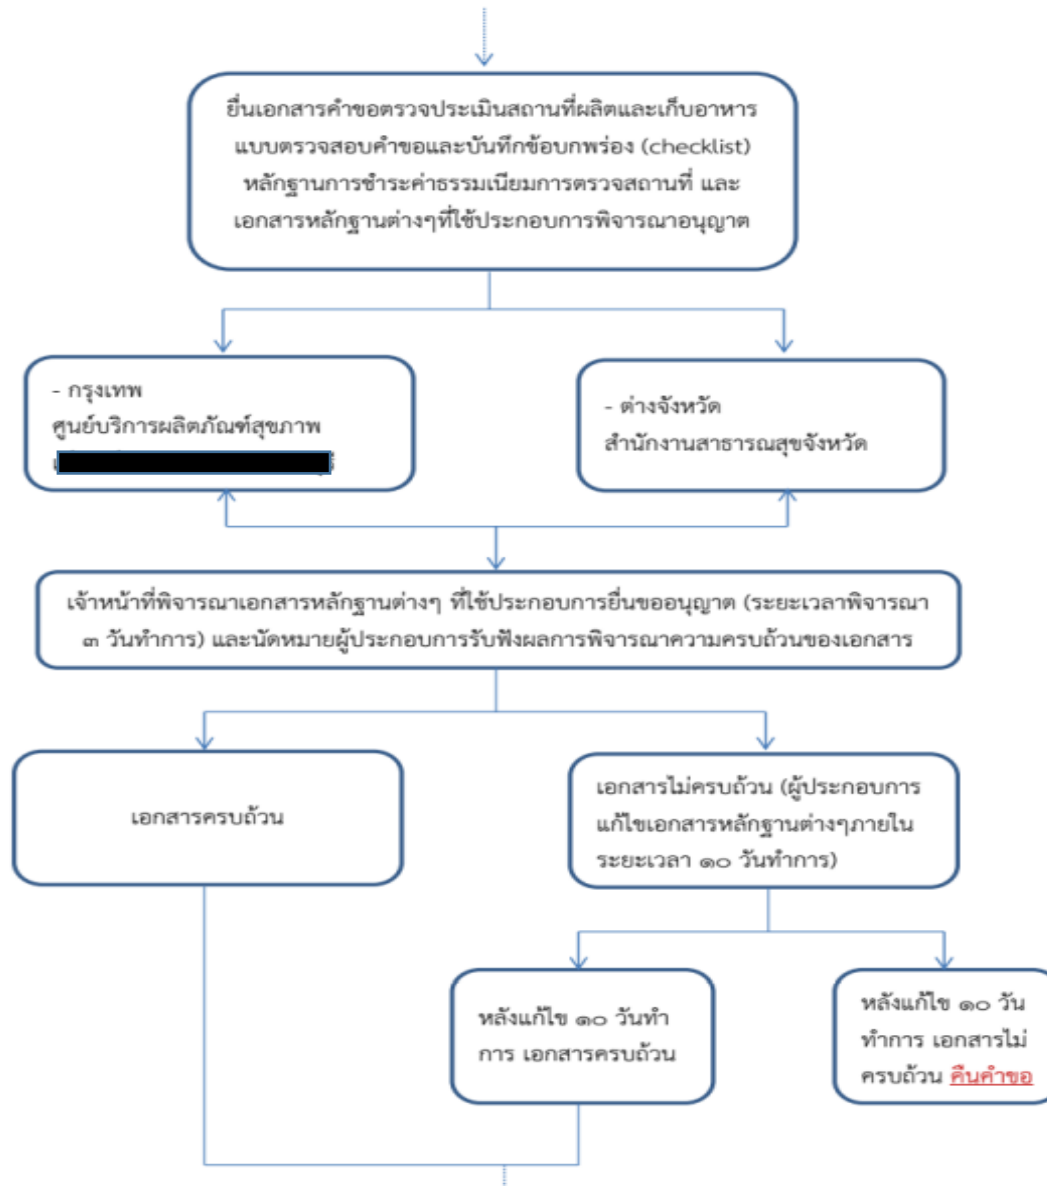 ยื่นเอกสารคำขอตรวจประเมินสถานที่ผลิตและเก็บอาหาร
แบบตรวจสอบคำขอและบันทึกข้อบกพร่อง (checklist)
หลักฐานการชำระค่าธรรมเนียมการตรวจสถานที่ และ
เอกสารหลักฐานต่างๆที่ใช้ประกอบการพิจารณาอนุญาต
- กรุงเทพ
ศูนย์บริการผลิตภัณฑ์สุขภาพ
- ต่างจังหวัด
สำนักงานสาธารณสุขจังหวัด
เจ้าหน้าที่พิจารณาเอกสารหลักฐานต่างๆ ที่ใช้ประกอบการยื่นขออนุญาต (ระยะเวลาพิจารณา
๓ วันทำการ) และนัดหมายผู้ประกอบการรับฟังผลการพิจารณาความครบถ้วนของเอกสาร
เอกสารครบถ้วน
เอกสารไม่ครบถ้วน (ผู้ประกอบการ
แก้ไขเอกสารหลักฐานต่างๆภายใน
ระยะเวลา ๑๐ วันทำการ)
หลังแก้ไข ๑๐ วันทำ
การ เอกสารครบถ้วน
หลังแก้ไข ๑๐ วัน
ทำการ เอกสารไม่
ครบถ้วน คืนคำขอ